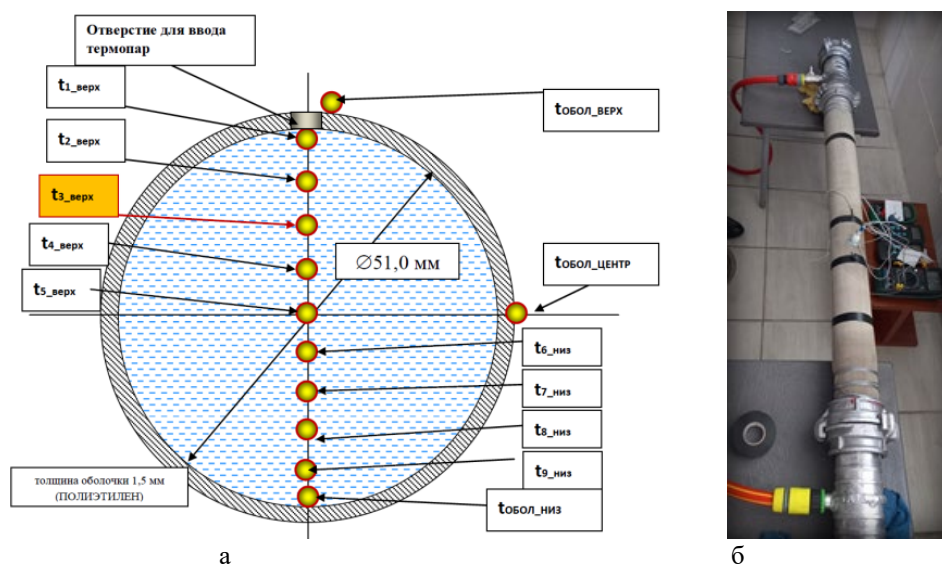 Отверстие для ввода
термопар
t1_верх
tОБОЛ_ВЕРХ
t2_верх
t3_верх
t4_верх
∅51,0 мм
tОБОЛ_ЦЕНТР
t5_верх
t6_низ
t7_низ
t8_низ
t9_низ
толщина оболочки 1,5 мм
(ПОЛИЭТИЛЕН)
tОБОЛ_НИЗ
а
б